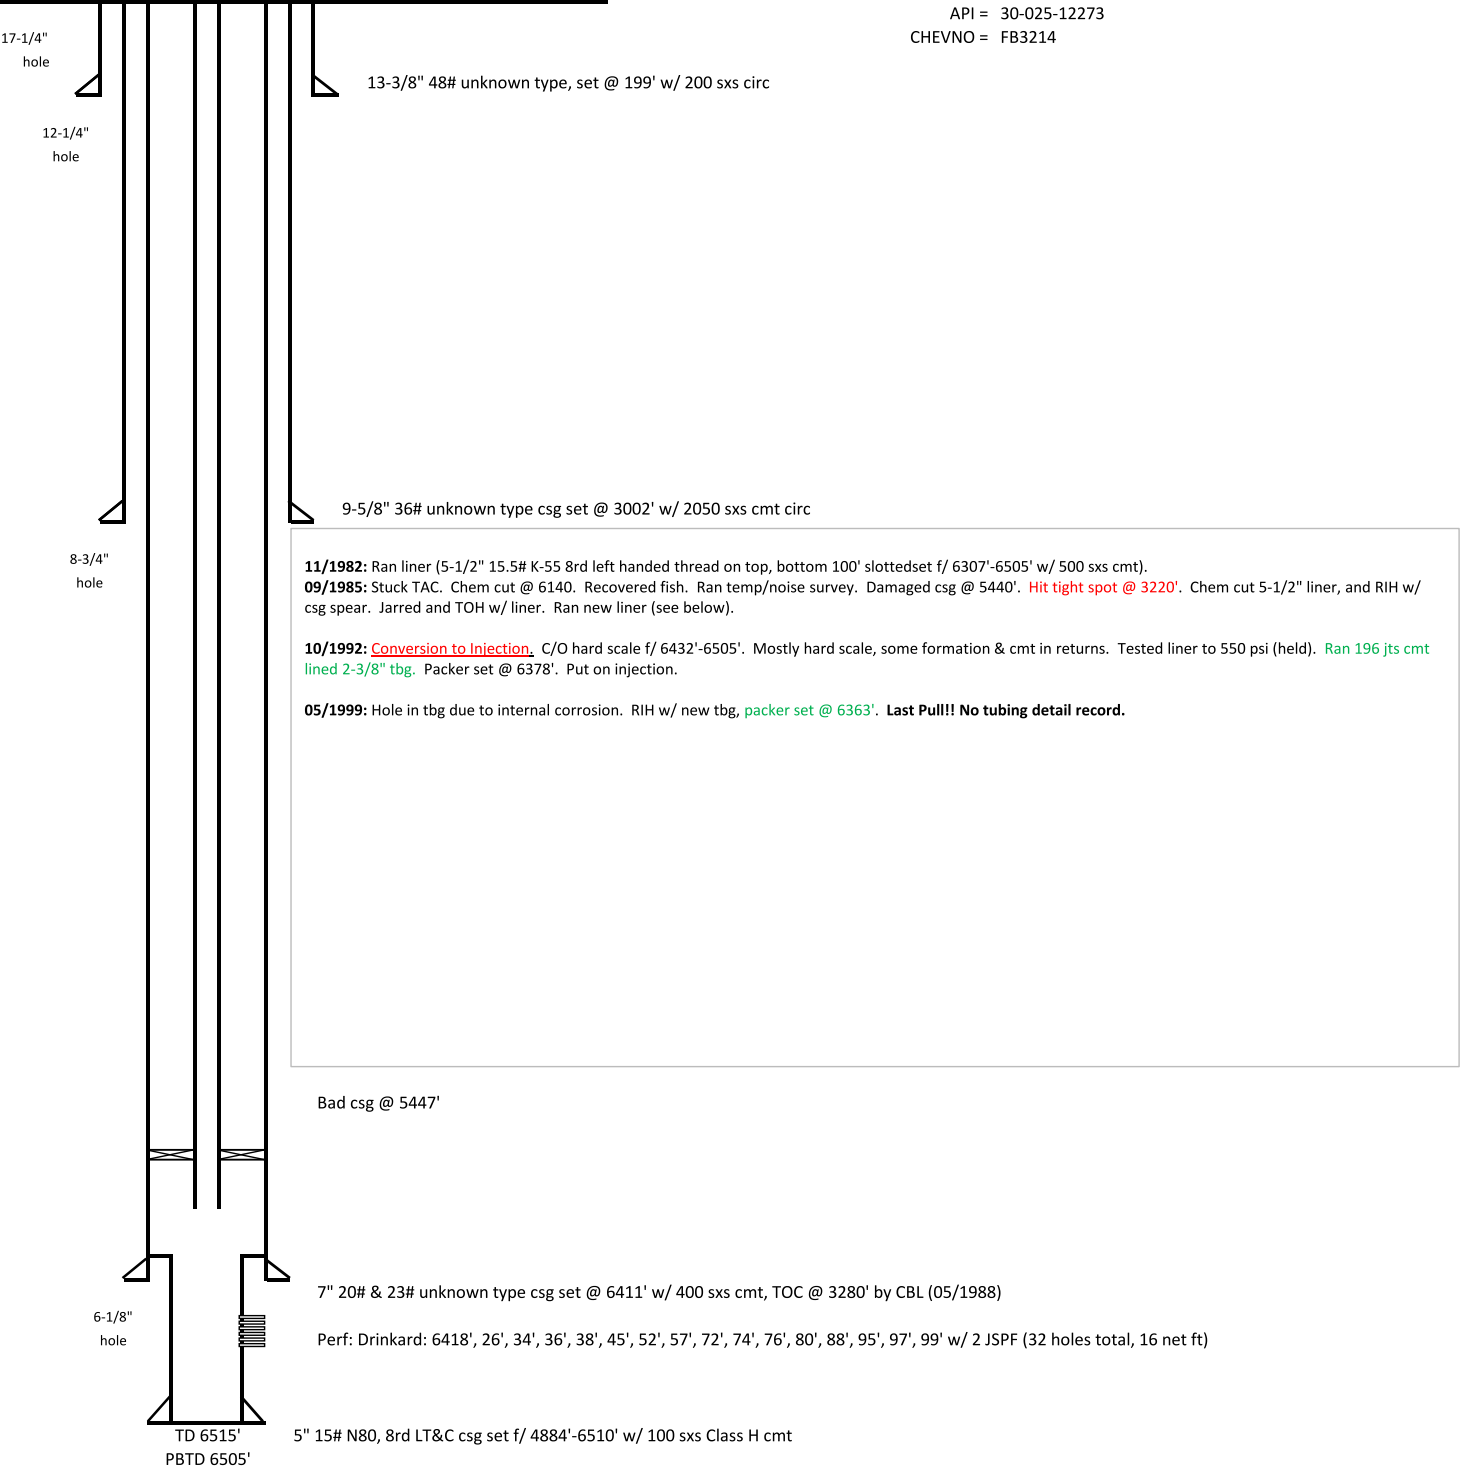 API = 30-025-12273
CHEVNO = FB3214
17-1/4"
hole
13-3/8" 48# unknown type, set @ 199' w/ 200 sxs circ
12-1/4"
hole
9-5/8" 36# unknown type csg set @ 3002' w/ 2050 sxs cmt circ
8-3/4"
hole
11/1982: Ran liner (5-1/2" 15.5# K-55 8rd left handed thread on top, bottom 100' slottedset f/ 6307'-6505' w/ 500 sxs cmt).
09/1985: Stuck TAC. Chem cut @ 6140. Recovered fish. Ran temp/noise survey. Damaged csg @ 5440'. Hit tight spot @ 3220'. Chem cut 5-1/2" liner, and RIH w/
csg spear. Jarred and TOH w/ liner. Ran new liner (see below).
10/1992: Conversion to Injection. C/O hard scale f/ 6432'-6505'. Mostly hard scale, some formation & cmt in returns. Tested liner to 550 psi (held). Ran 196 jts cmt
lined 2-3/8" tbg. Packer set @ 6378'. Put on injection.
05/1999: Hole in tbg due to internal corrosion. RIH w/ new tbg, packer set @ 6363'. Last Pull!! No tubing detail record.
Bad csg @ 5447'
7" 20# & 23# unknown type csg set @ 6411' w/ 400 sxs cmt, TOC @ 3280' by CBL (05/1988)
6-1/8"
hole
Perf: Drinkard: 6418', 26', 34', 36', 38', 45', 52', 57', 72', 74', 76', 80', 88', 95', 97', 99' w/ 2 JSPF (32 holes total, 16 net ft)
TD 6515'
5" 15# N80, 8rd LT&C csg set f/ 4884'-6510' w/ 100 sxs Class H cmt
PBTD 6505'